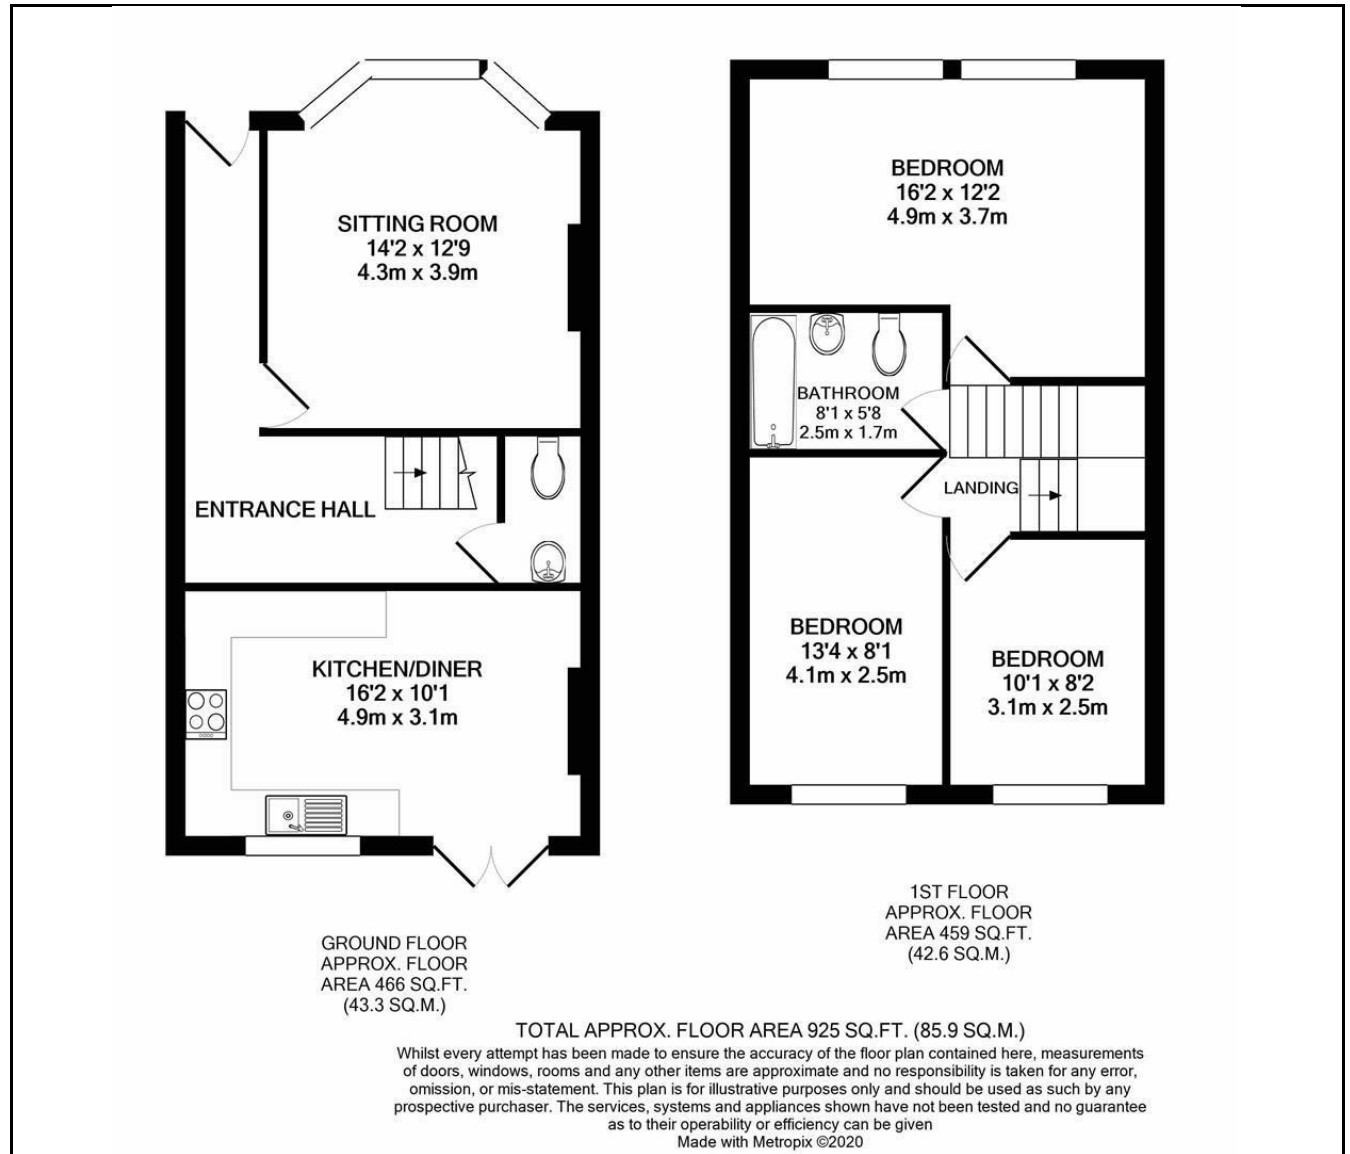 SITTING ROOM
14'2 x 12'9
4.3m x 3.9m
ENTRANCE HALL
KITCHEN/DINER
16'2 x 10'1
4.9m x 3.1m
GROUND FLOOR
APPROX. FLOOR
AREA 466 SQ.FT.
(43.3 SQ.M.)
BEDROOM
16'2 x 12'2
4.9m x 3.7m
BATHROOM
8'1 x 5'8
2.5m x 1.7m
LANDING
BEDROOM
13'4 x 8'1
4.1m x 2.5m
BEDROOM
10'1 x 8'2
3.1m x 2.5m
1ST FLOOR
APPROX. FLOOR
AREA 459 SQ.FT.
(42.6 SQ.M.)
TOTAL APPROX. FLOOR AREA 925 SQ.FT. (85.9 SQ.M.)
Whilst every attempt has been made to ensure the accuracy of the floor plan contained here, measurements
of doors, windows, rooms and any other items are approximate and no responsibility is taken for any error,
omission, or mis-statement. This plan is for illustrative purposes only and should be used as such by any
prospective purchaser. The services, systems and appliances shown have not been tested and no guarantee
as to their operability or efficiency can be given
Made with Metropix ©2020